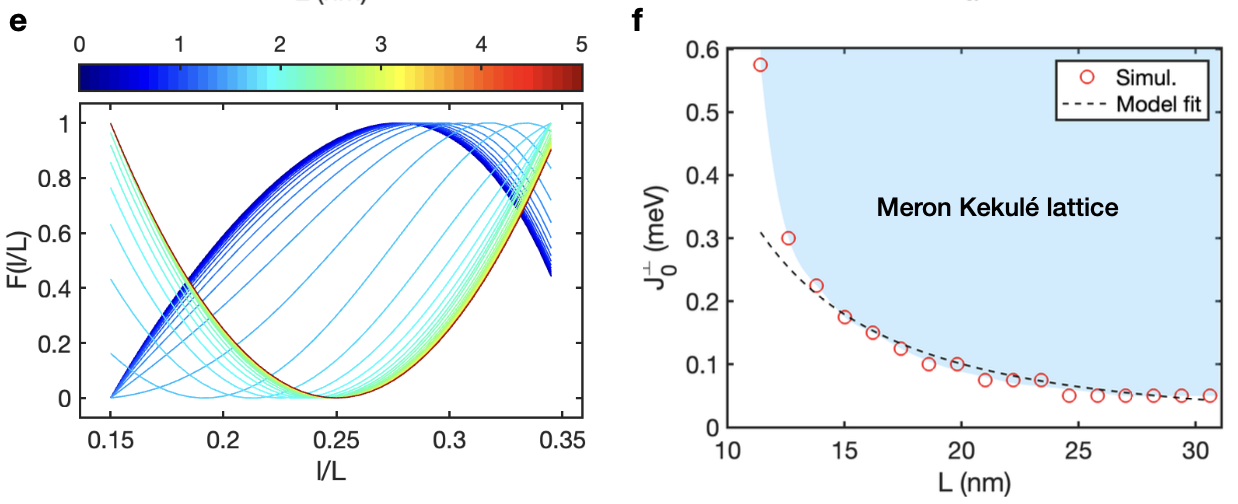 e
0 1 2 3 4 5
F(l/L)
1
0.8
0.6
0.4
0.2
0
0.15 0.2 0.25 0.3 0.35
l/L
f
J₀^⊥ (meV)
0.6
0.5
0.4
0.3
0.2
0.1
0
Simul.
Model fit
Meron Kekulé lattice
10 15 20 25 30
L (nm)